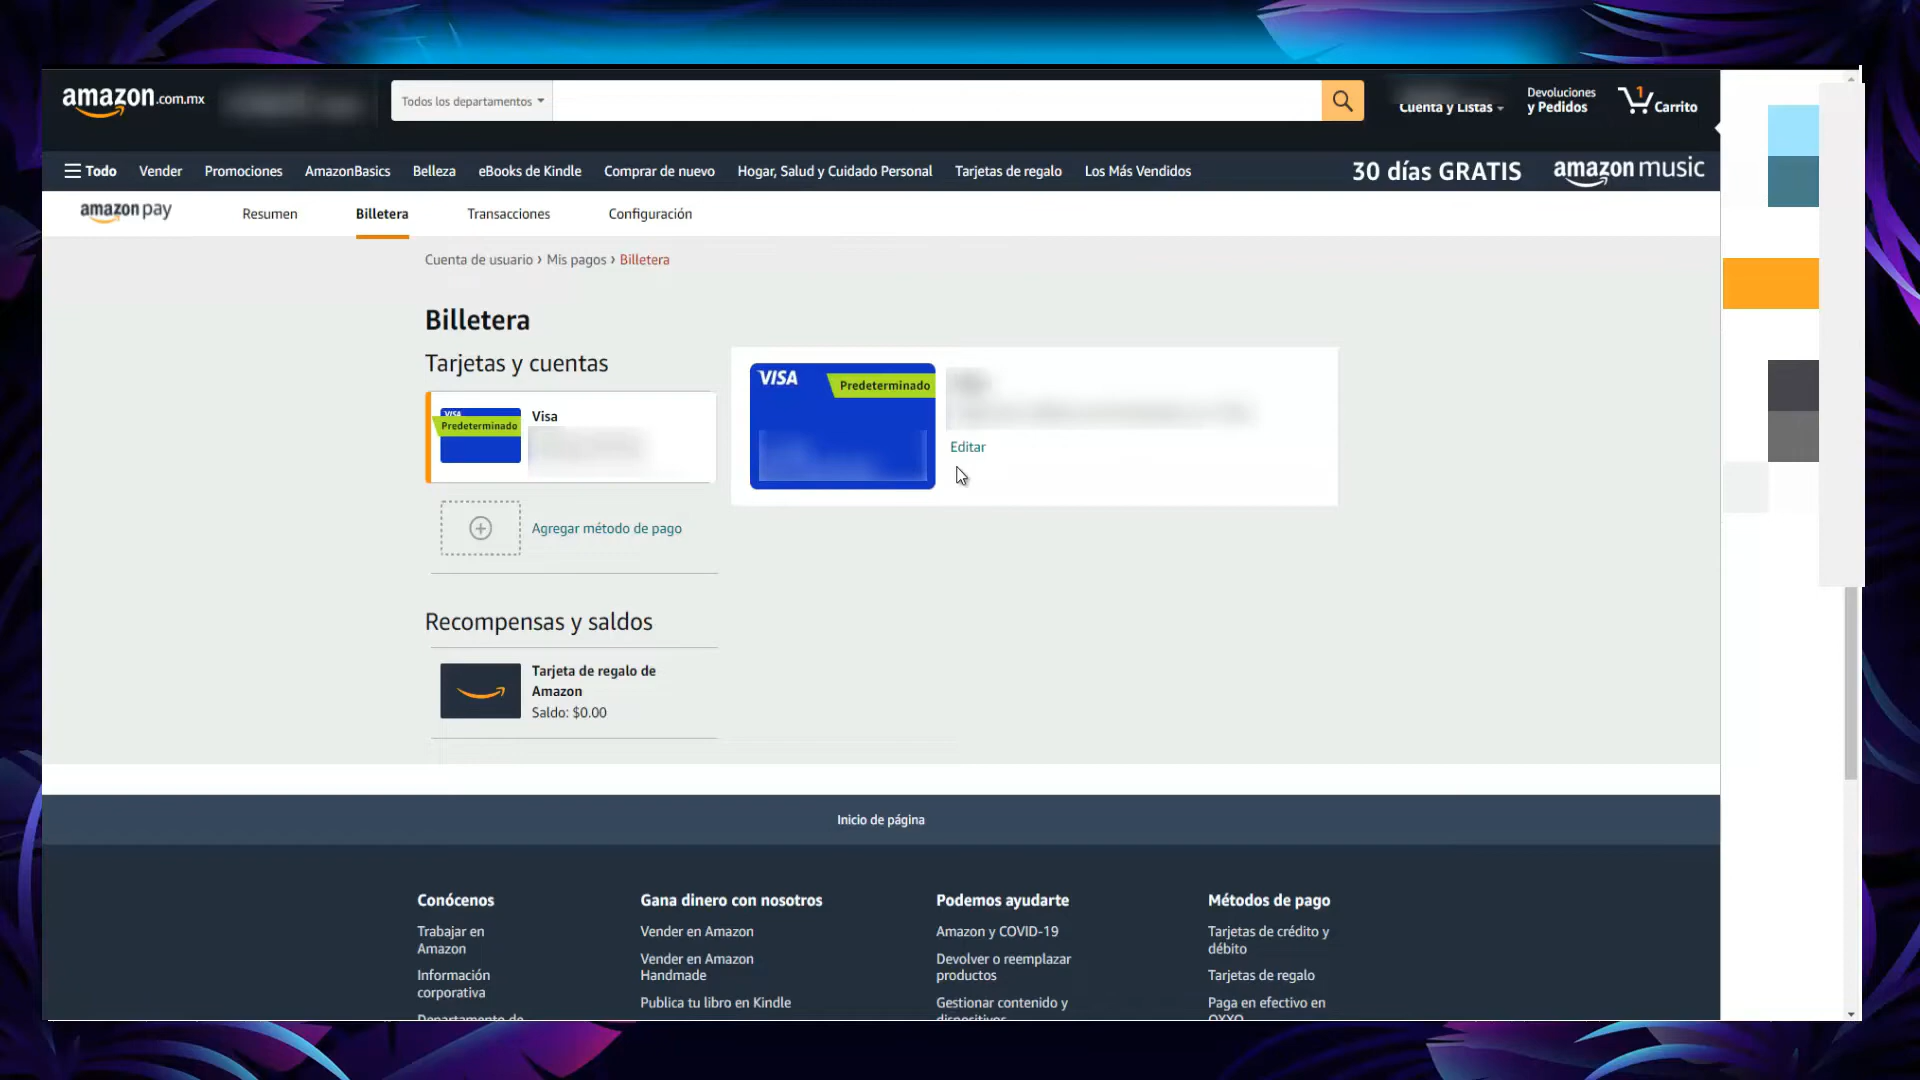 amazon.com.mx
Todos los departamentos
Cuenta y Listas
Devoluciones
y Pedidos
1
Carrito
Todo
Vender
Promociones
AmazonBasics
Belleza
eBooks de Kindle
Comprar de nuevo
Hogar, Salud y Cuidado Personal
Tarjetas de regalo
Los Más Vendidos
30 días GRATIS
amazon music
amazon pay
Resumen
Billetera
Transacciones
Configuración
Cuenta de usuario › Mis pagos › Billetera
Billetera
Tarjetas y cuentas
VISA
Predeterminado
Visa
Agregar método de pago
VISA
Predeterminado
Editar
Recompensas y saldos
Tarjeta de regalo de
Amazon
Saldo: $0.00
Inicio de página
Conócenos
Trabajar en
Amazon
Información
corporativa
Departamento de
Gana dinero con nosotros
Vender en Amazon
Vender en Amazon
Handmade
Publica tu libro en Kindle
Podemos ayudarte
Amazon y COVID-19
Devolver o reemplazar
productos
Gestionar contenido y
dispositivos
Métodos de pago
Tarjetas de crédito y
débito
Tarjetas de regalo
Paga en efectivo en
OXXO